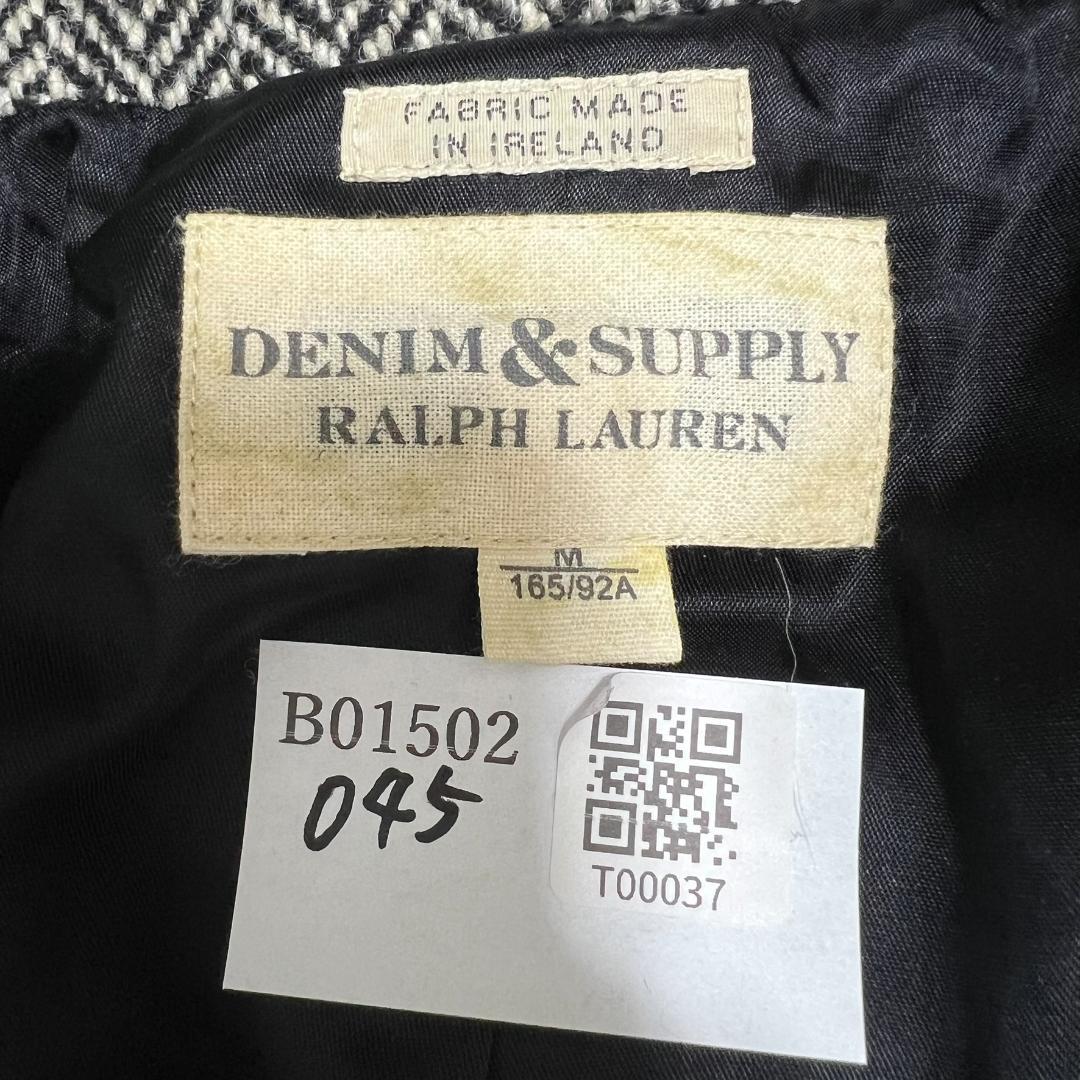 FABRIC MADE
IN IRELAND
DENIM & SUPPLY
RALPH LAUREN
M
165/92A
B01502
045
T00037